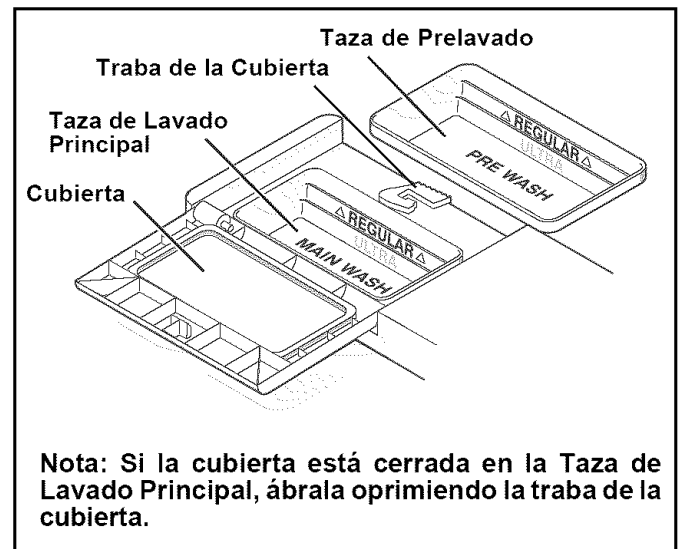 Taza de Prelavado
Traba de la Cubierta
Taza de Lavado
Principal
Cubierta
△ REGULAR △
ULTRA
PRE WASH
△ REGULAR △
ULTRA
MAIN WASH
Nota: Si la cubierta está cerrada en la Taza de
Lavado Principal, ábrala oprimiendo la traba de la
cubierta.